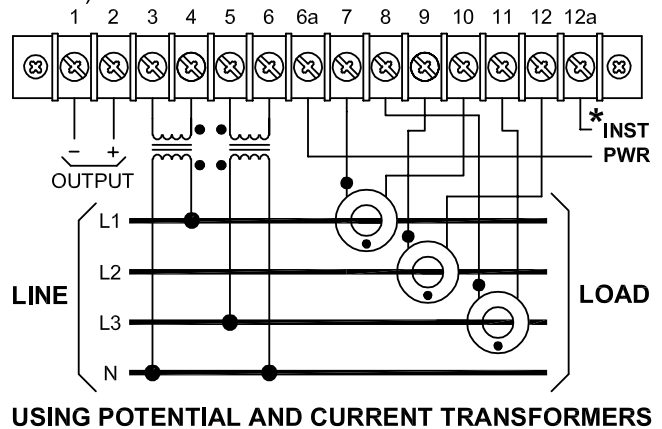 1 2 3 4 5 6 6a 7 8 9 10 11 12 12a
* INST
PWR
– +
OUTPUT
L1
L2
LINE LOAD
L3
N
USING POTENTIAL AND CURRENT TRANSFORMERS